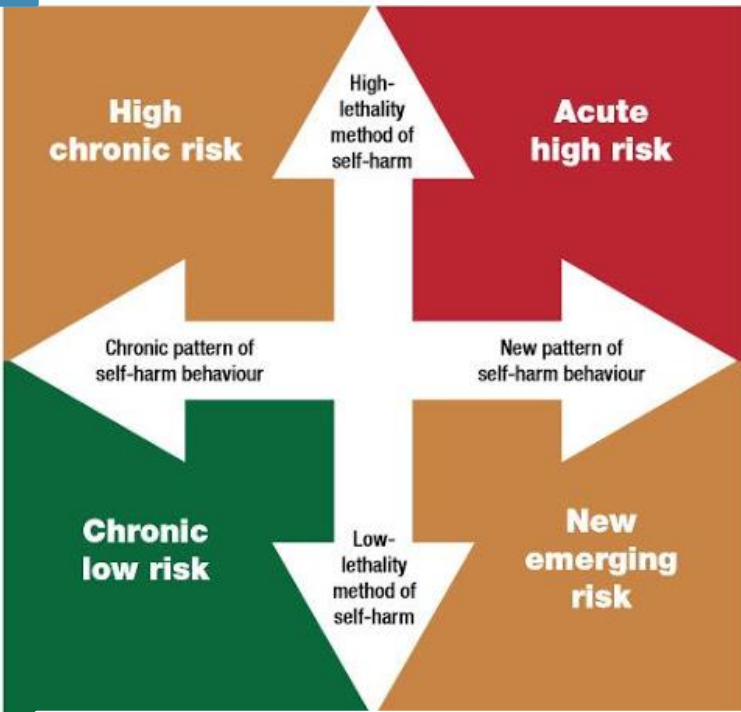 High
chronic risk
High-
lethality
method of
self-harm
Acute
high risk
Chronic pattern of
self-harm behaviour
New pattern of
self-harm behaviour
Chronic
low risk
Low-
lethality
method of
self-harm
New
emerging
risk